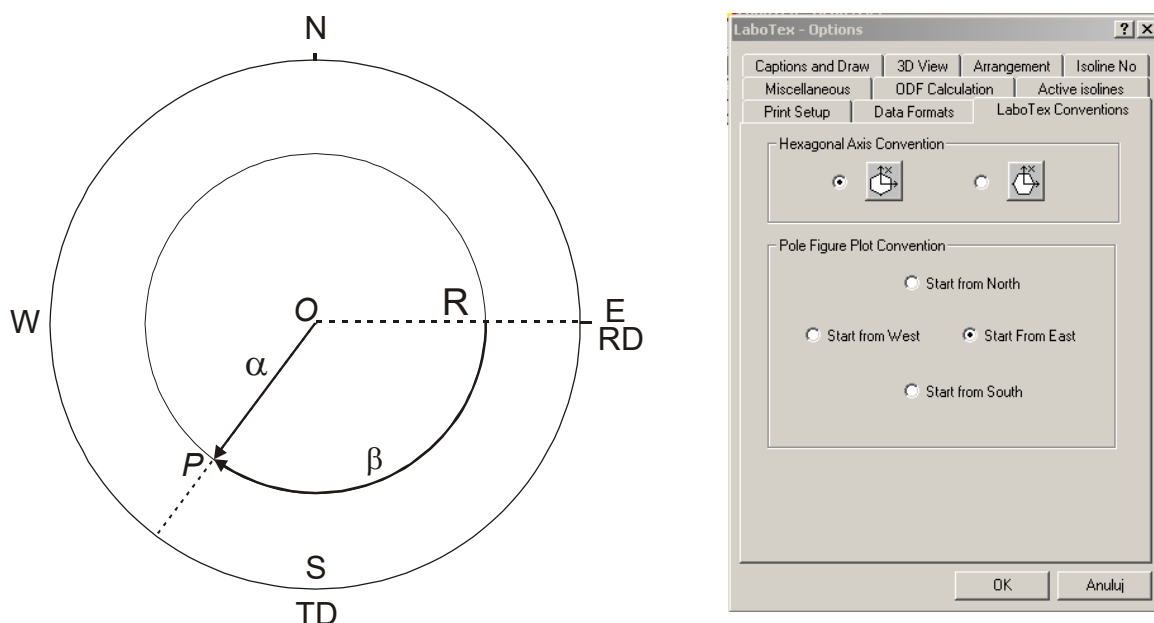 N
W
O
R
E
RD
α
P
β
S
TD
LaboTex - Options
Captions and Draw
3D View
Arrangement
Isoline No
Miscellaneous
ODF Calculation
Active isolines
Print Setup
Data Formats
LaboTex Conventions
Hexagonal Axis Convention
X
X
Pole Figure Plot Convention
Start from North
Start from West
Start From East
Start from South
OK
Anuluj